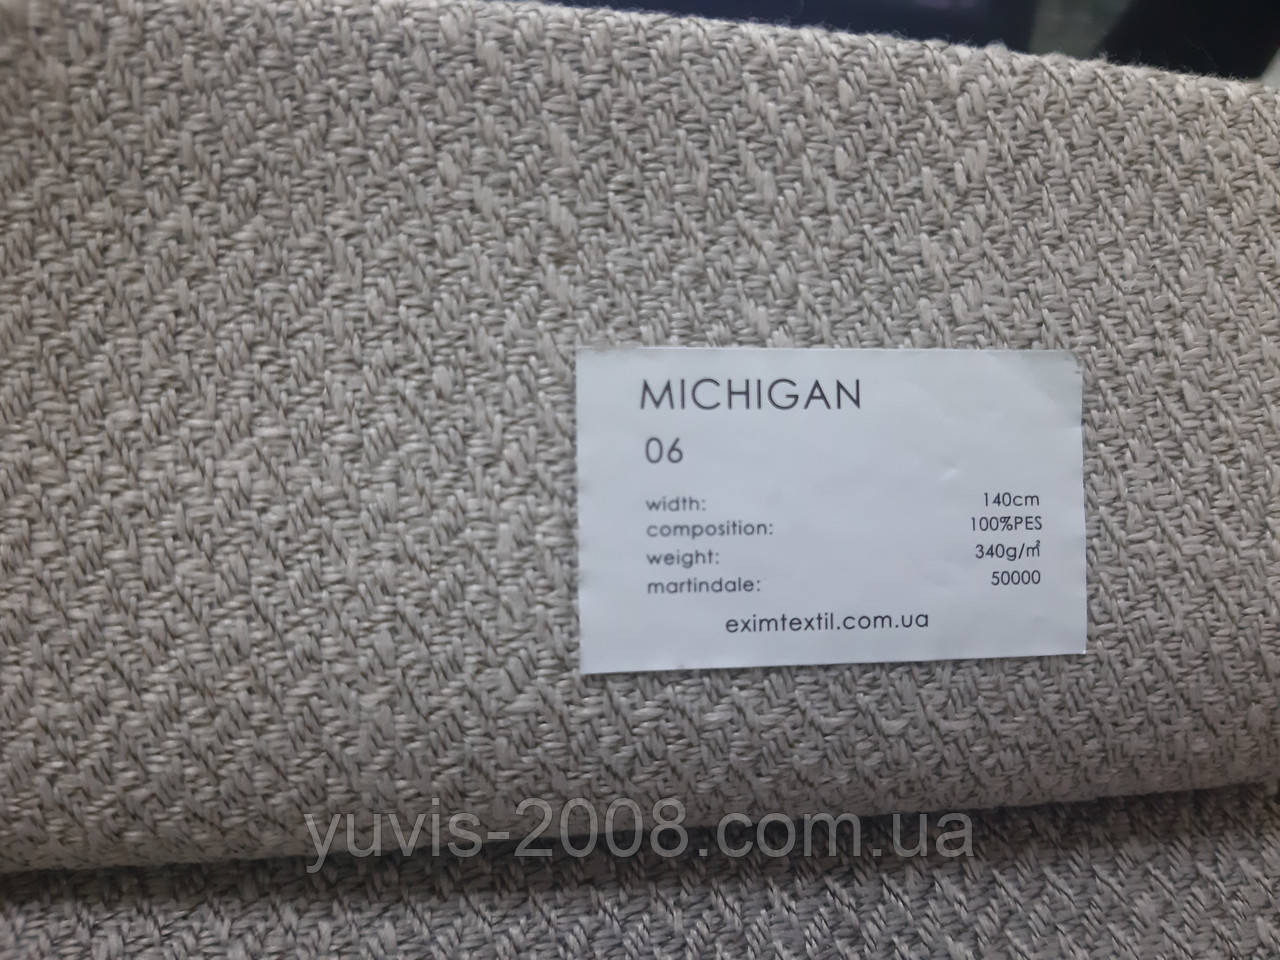 MICHIGAN
06
width: 140cm
composition: 100%PES
weight: 340g/㎡
martindale: 50000
eximtextil.com.ua
yuvis-2008.com.ua